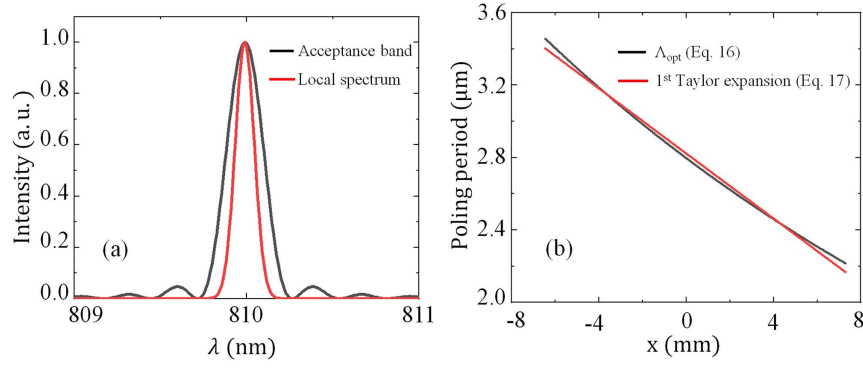 Intensity (a. u.)
1.0
0.8
0.6
0.4
0.2
0.0
Acceptance band
Local spectrum
(a)
809
810
811
λ (nm)
Poling period (μm)
3.6
3.2
2.8
2.4
2.0
Λopt (Eq. 16)
1st Taylor expansion (Eq. 17)
(b)
-8
-4
0
4
8
x (mm)